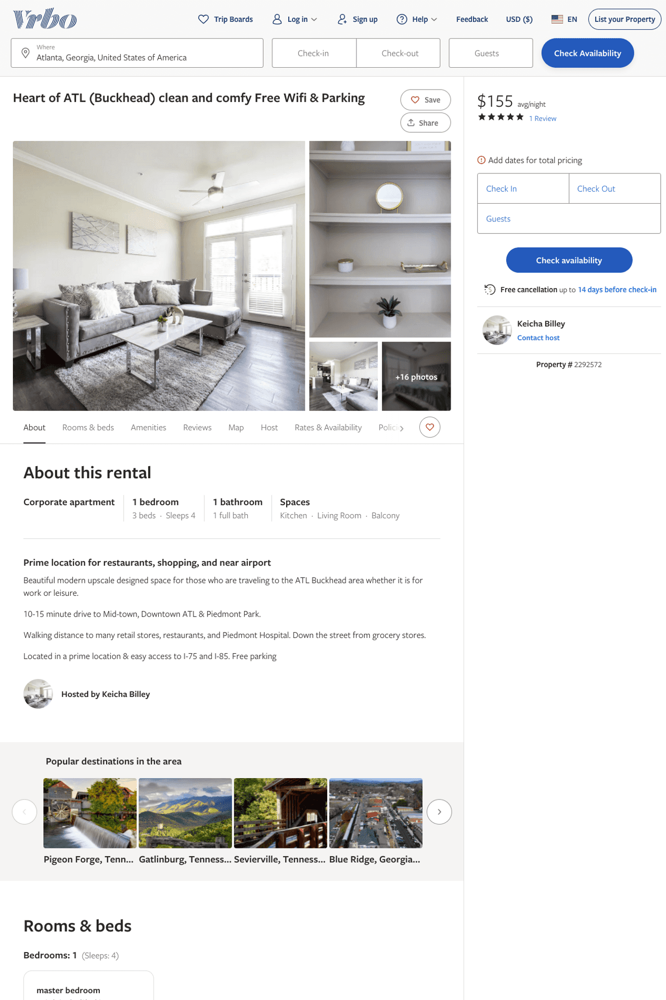 Vrbo
Trip Boards
Log in
Sign up
Help
Feedback
USD ($)
EN
List your Property
Where
Atlanta, Georgia, United States of America
Check-in
Check-out
Guests
Check Availability
Heart of ATL (Buckhead) clean and comfy Free Wifi & Parking
Save
Share
+16 photos
$155 avg/night
1 Review
Add dates for total pricing
Check In
Check Out
Guests
Check availability
Free cancellation up to 14 days before check-in
Keicha Billey
Contact host
Property # 2292572
About
Rooms & beds
Amenities
Reviews
Map
Host
Rates & Availability
Polici
About this rental
Corporate apartment
1 bedroom
3 beds · Sleeps 4
1 bathroom
1 full bath
Spaces
Kitchen · Living Room · Balcony
Prime location for restaurants, shopping, and near airport
Beautiful modern upscale designed space for those who are traveling to the ATL Buckhead area whether it is for
work or leisure.
10-15 minute drive to Mid-town, Downtown ATL & Piedmont Park.
Walking distance to many retail stores, restaurants, and Piedmont Hospital. Down the street from grocery stores.
Located in a prime location & easy access to I-75 and I-85. Free parking
Hosted by Keicha Billey
Popular destinations in the area
Pigeon Forge, Tenn...
Gatlinburg, Tenness...
Sevierville, Tenness...
Blue Ridge, Georgia...
Rooms & beds
Bedrooms: 1 (Sleeps: 4)
master bedroom